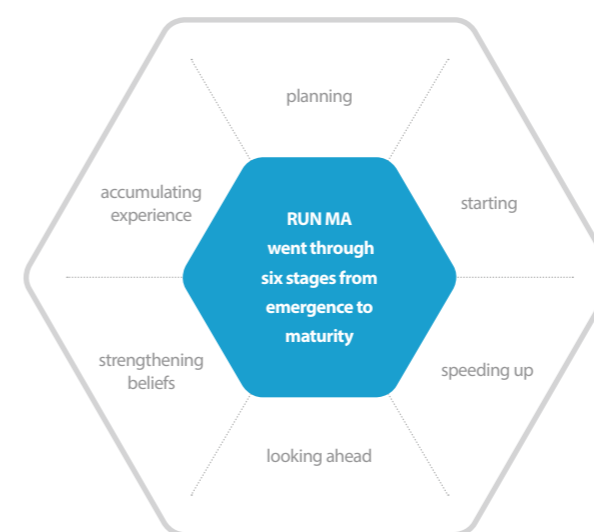 planning
accumulating
experience
starting
RUN MA
went through
six stages from
emergence to
maturity
strengthening
beliefs
speeding up
looking ahead